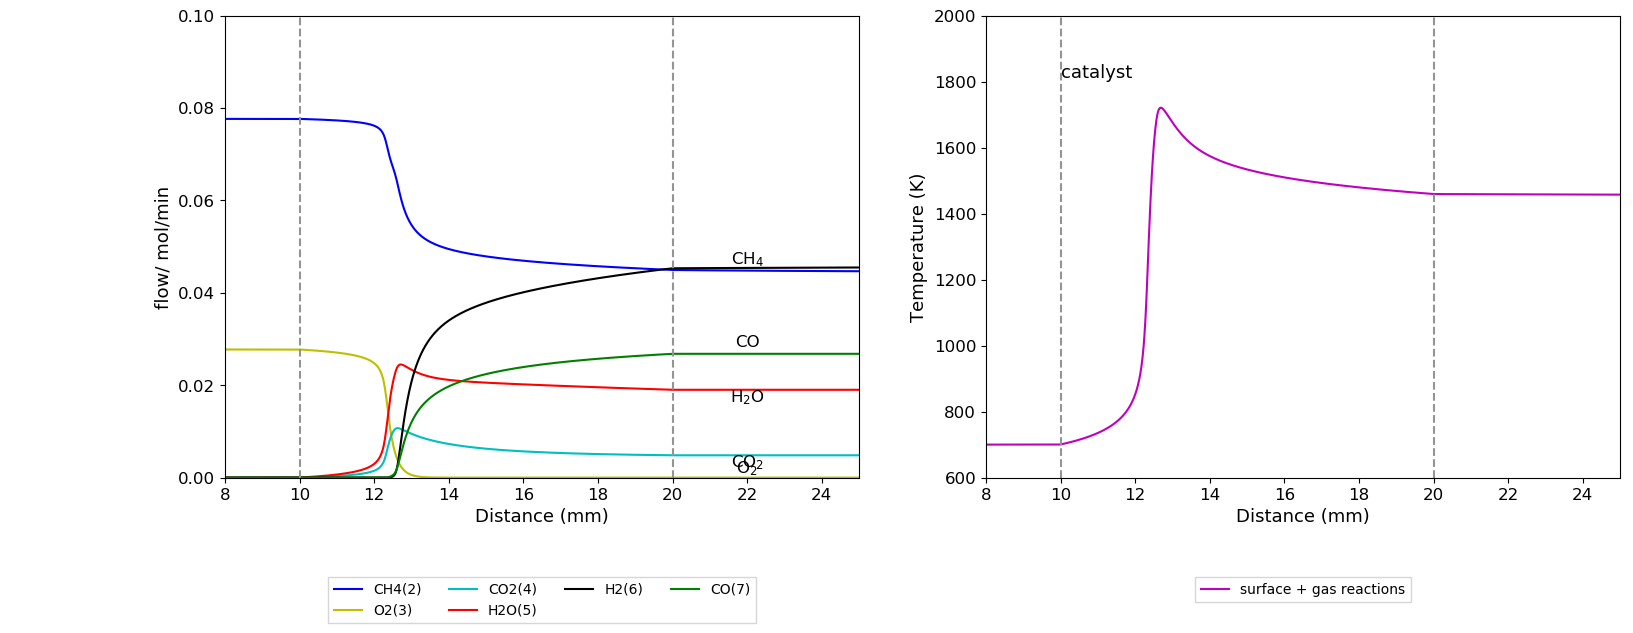 0.10
0.08
0.06
0.04
0.02
0.00
flow/ mol/min
CH₄
CO
H₂O
CO₂
O₂
8 10 12 14 16 18 20 22 24
Distance (mm)
CH4(2) CO2(4) H2(6) CO(7)
O2(3) H2O(5)
2000
1800
1600
1400
1200
1000
800
600
Temperature (K)
catalyst
8 10 12 14 16 18 20 22 24
Distance (mm)
surface + gas reactions